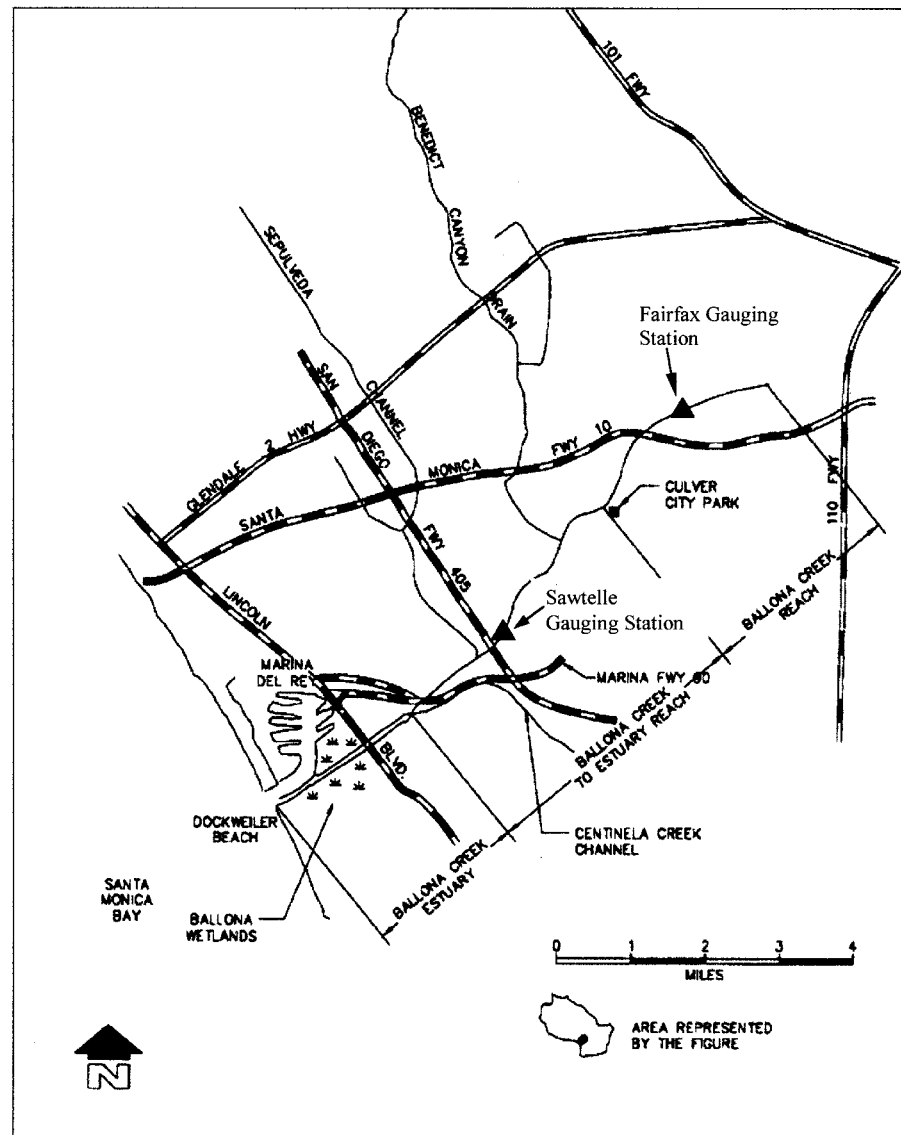 101 FWY
BENEDICT
CANYON
DRAIN
SEPULVEDA
CHANNEL
Fairfax Gauging
Station
SAN
DIEGO
FWY
405
GLENDALE 2 HWY
SANTA
MONICA
FWY 10
CULVER
CITY PARK
110 FWY
BALLONA CREEK
REACH
Sawtelle
Gauging Station
LINCOLN
BLVD.
MARINA
DEL REY
MARINA FWY 90
BALLONA CREEK
TO ESTUARY REACH
DOCKWEILER
BEACH
CENTINELA CREEK
CHANNEL
BALLONA CREEK
ESTUARY
SANTA
MONICA
BAY
BALLONA
WETLANDS
0 1 2 3 4
MILES
AREA REPRESENTED
BY THE FIGURE
N